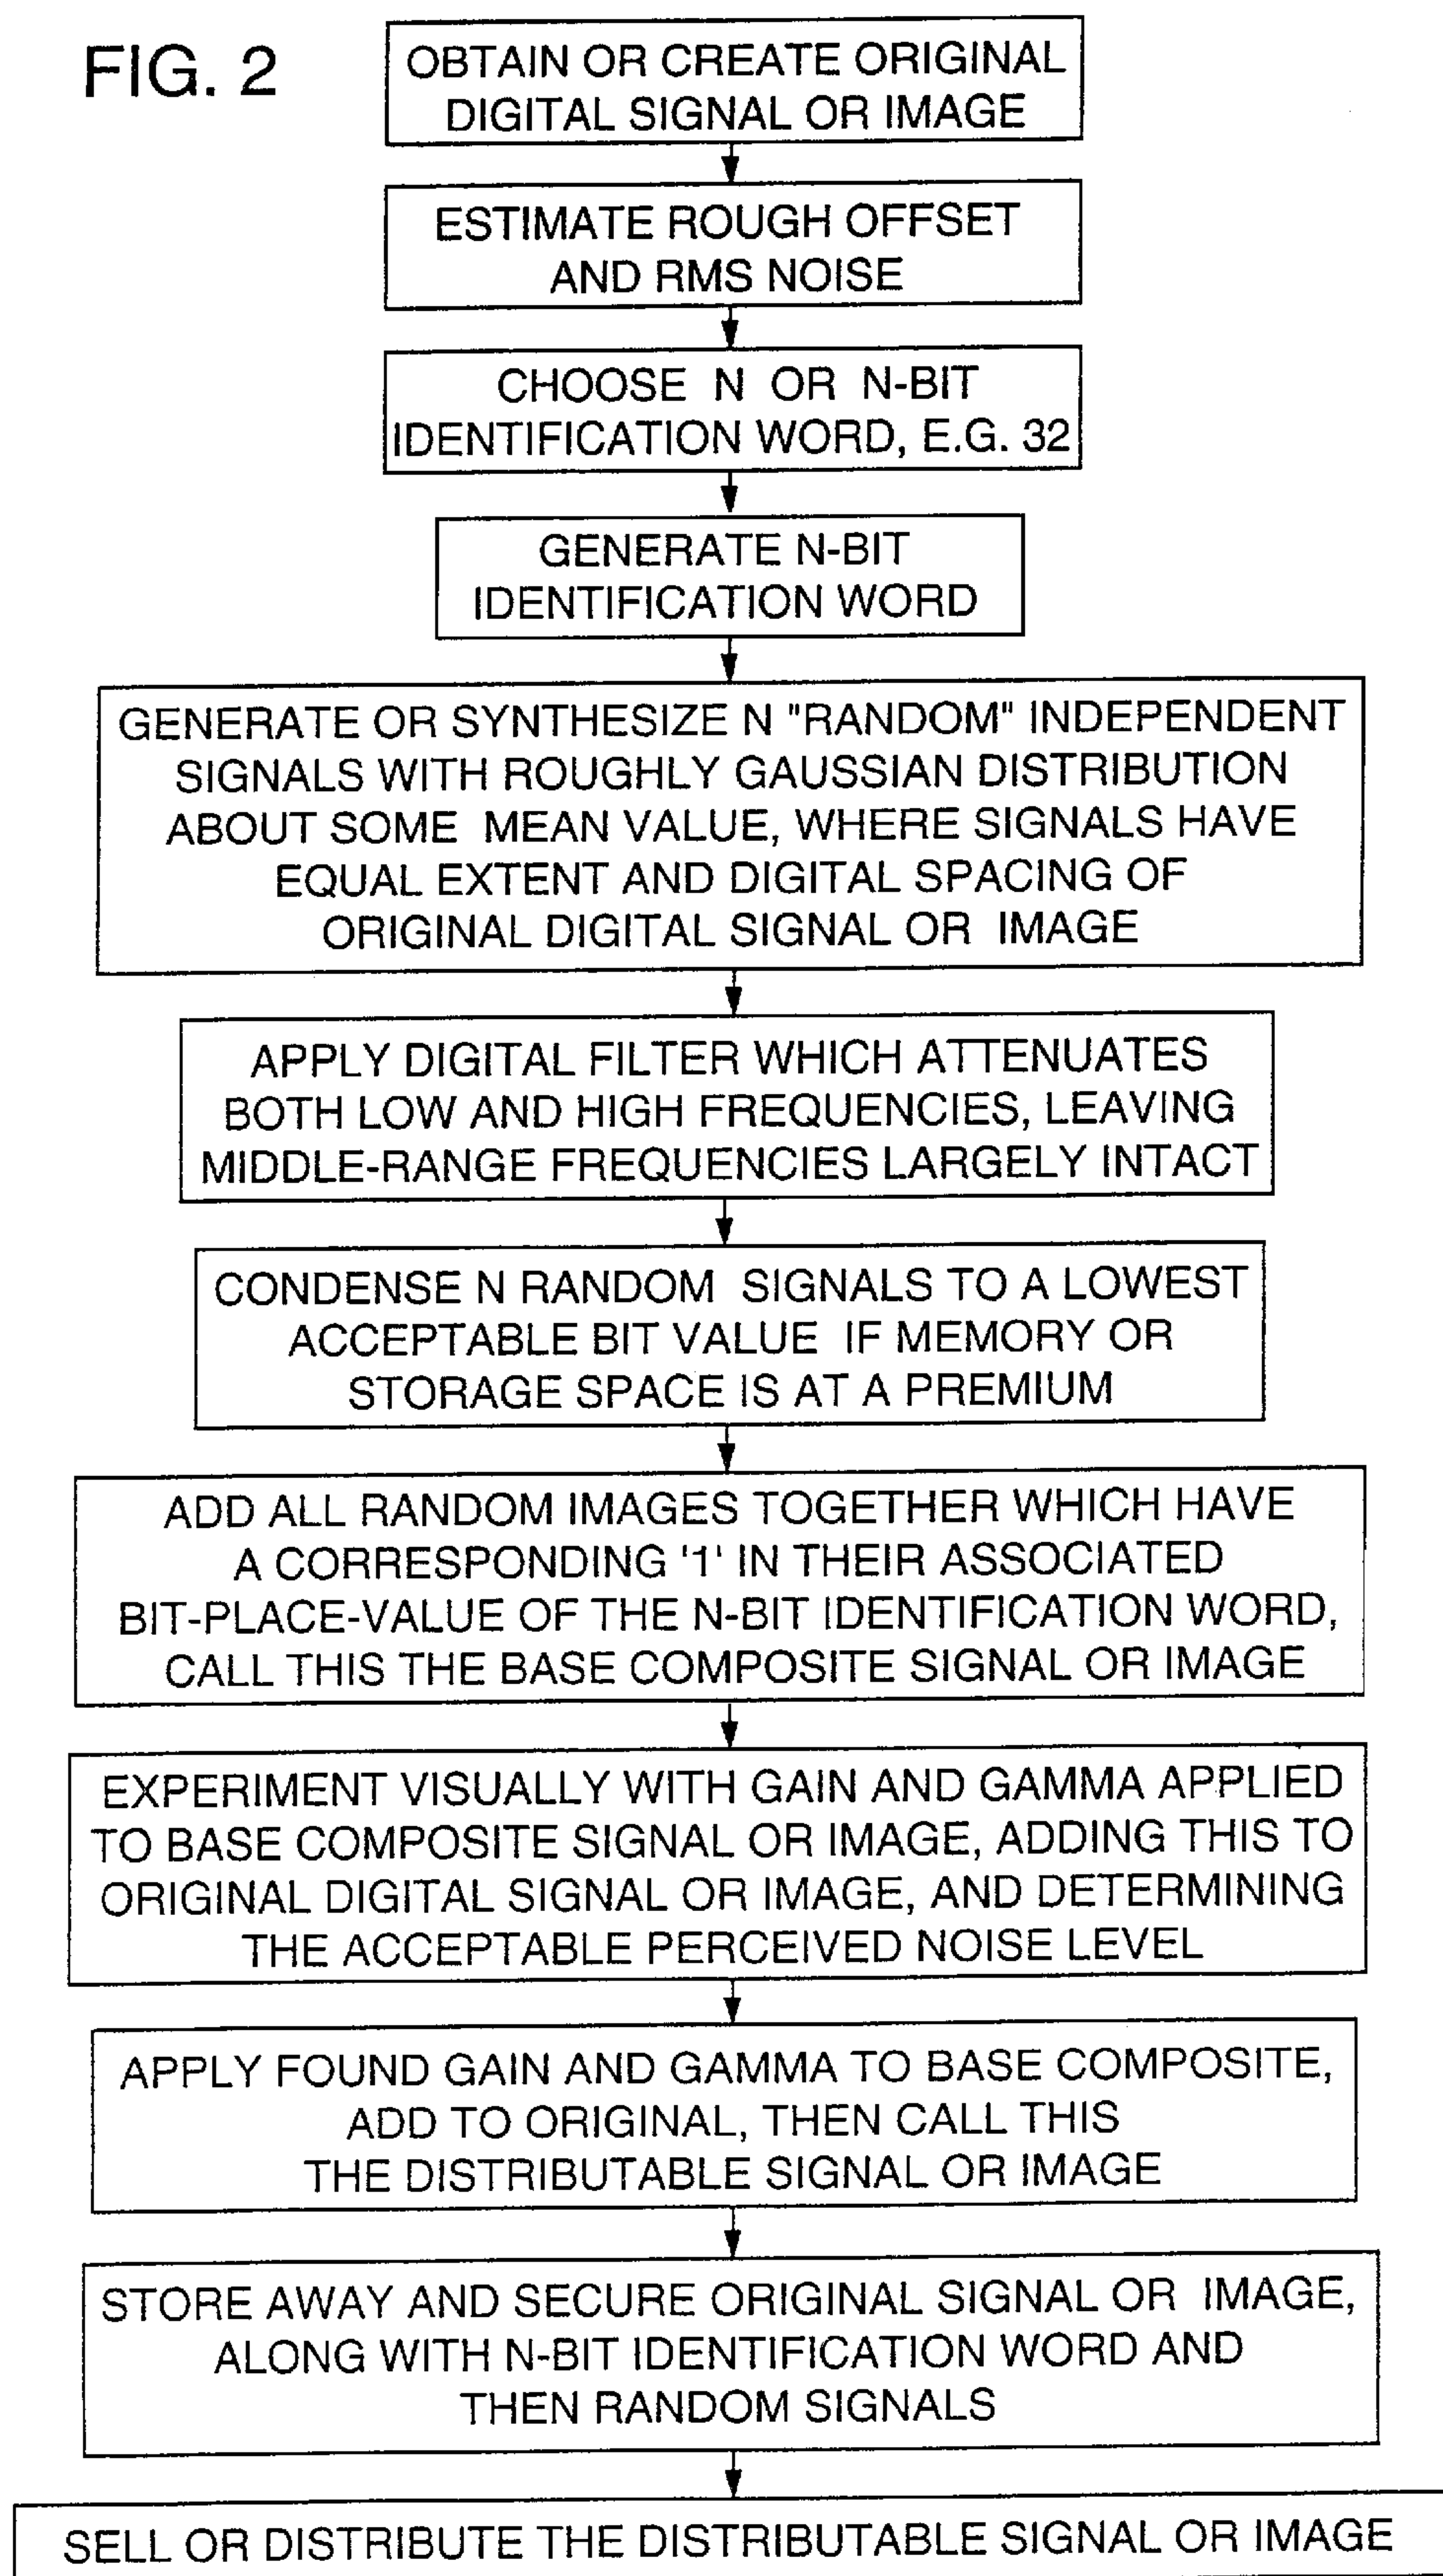 FIG. 2
OBTAIN OR CREATE ORIGINAL
DIGITAL SIGNAL OR IMAGE
ESTIMATE ROUGH OFFSET
AND RMS NOISE
CHOOSE N OR N-BIT
IDENTIFICATION WORD, E.G. 32
GENERATE N-BIT
IDENTIFICATION WORD
GENERATE OR SYNTHESIZE N "RANDOM" INDEPENDENT
SIGNALS WITH ROUGHLY GAUSSIAN DISTRIBUTION
ABOUT SOME MEAN VALUE, WHERE SIGNALS HAVE
EQUAL EXTENT AND DIGITAL SPACING OF
ORIGINAL DIGITAL SIGNAL OR IMAGE
APPLY DIGITAL FILTER WHICH ATTENUATES
BOTH LOW AND HIGH FREQUENCIES, LEAVING
MIDDLE-RANGE FREQUENCIES LARGELY INTACT
CONDENSE N RANDOM SIGNALS TO A LOWEST
ACCEPTABLE BIT VALUE IF MEMORY OR
STORAGE SPACE IS AT A PREMIUM
ADD ALL RANDOM IMAGES TOGETHER WHICH HAVE
A CORRESPONDING '1' IN THEIR ASSOCIATED
BIT-PLACE-VALUE OF THE N-BIT IDENTIFICATION WORD,
CALL THIS THE BASE COMPOSITE SIGNAL OR IMAGE
EXPERIMENT VISUALLY WITH GAIN AND GAMMA APPLIED
TO BASE COMPOSITE SIGNAL OR IMAGE, ADDING THIS TO
ORIGINAL DIGITAL SIGNAL OR IMAGE, AND DETERMINING
THE ACCEPTABLE PERCEIVED NOISE LEVEL
APPLY FOUND GAIN AND GAMMA TO BASE COMPOSITE,
ADD TO ORIGINAL, THEN CALL THIS
THE DISTRIBUTABLE SIGNAL OR IMAGE
STORE AWAY AND SECURE ORIGINAL SIGNAL OR IMAGE,
ALONG WITH N-BIT IDENTIFICATION WORD AND
THEN RANDOM SIGNALS
SELL OR DISTRIBUTE THE DISTRIBUTABLE SIGNAL OR IMAGE